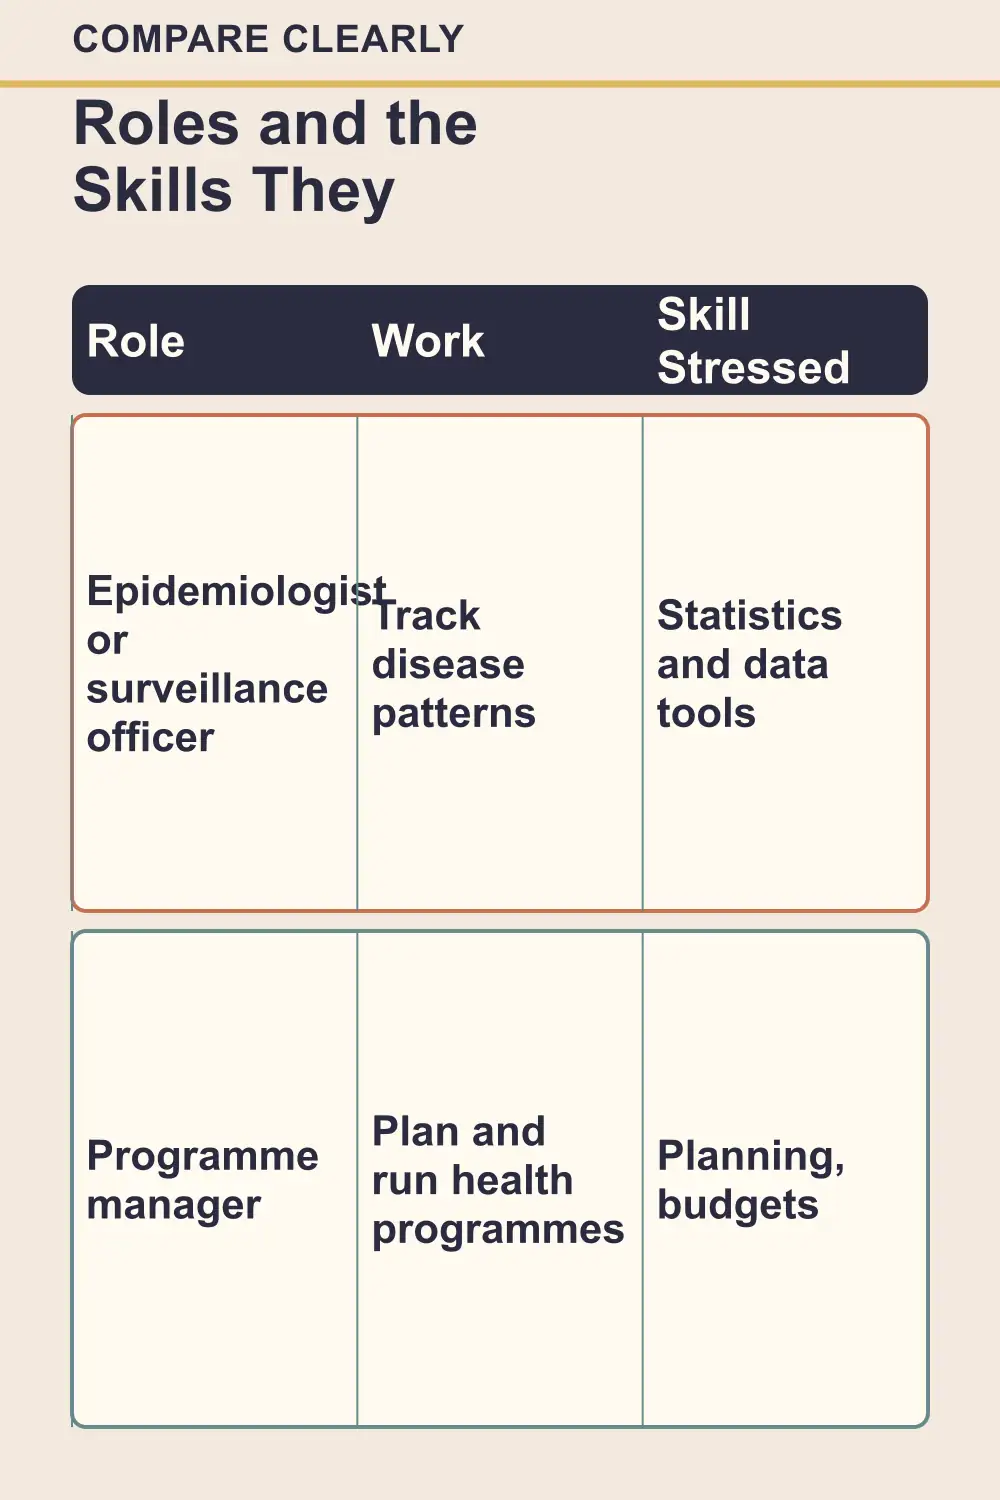 COMPARE CLEARLY
Roles and the
Skills They
Role
Work
Skill
Stressed
Epidemiologist
or
surveillance
officer
Track
disease
patterns
Statistics
and data
tools
Programme
manager
Plan and
run health
programmes
Planning,
budgets